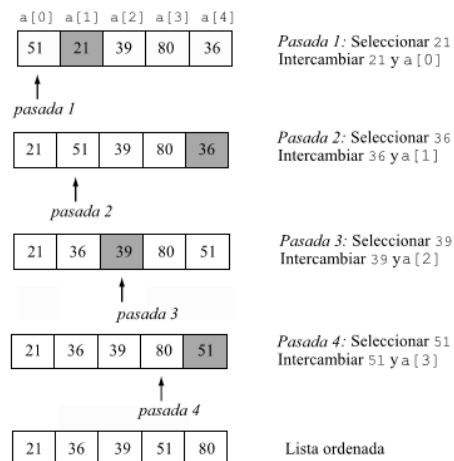 a[0] a[1] a[2] a[3] a[4]
51 21 39 80 36
Pasada 1: Seleccionar 21
Intercambiar 21 y a[0]
pasada 1
21 51 39 80 36
Pasada 2: Seleccionar 36
Intercambiar 36 y a[1]
pasada 2
21 36 39 80 51
Pasada 3: Seleccionar 39
Intercambiar 39 y a[2]
pasada 3
21 36 39 80 51
Pasada 4: Seleccionar 51
Intercambiar 51 y a[3]
pasada 4
21 36 39 51 80
Lista ordenada